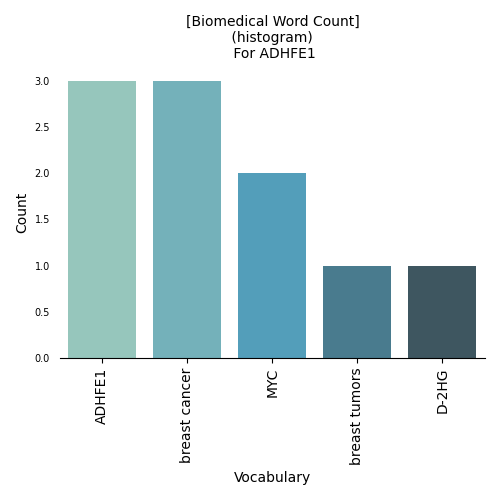 [Biomedical Word Count]
(histogram)
For ADHFE1
3.0
2.5
2.0
1.5
1.0
0.5
0.0
Count
ADHFE1
breast cancer
MYC
breast tumors
D-2HG
Vocabulary